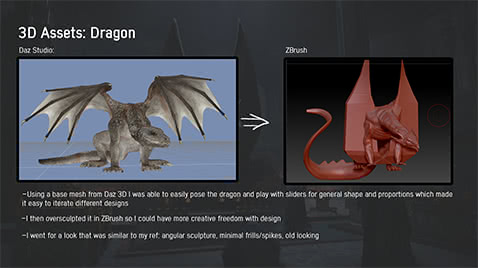 3D Assets: Dragon
Daz Studio:
ZBrush
-Using a base mesh from Daz 3D I was able to easily pose the dragon and play with sliders for general shape and proportions which made
it easy to iterate different designs
-I then oversculpted it in ZBrush so I could have more creative freedom with design
-I went for a look that was similar to my ref: angular sculpture, minimal frills/spikes, old looking